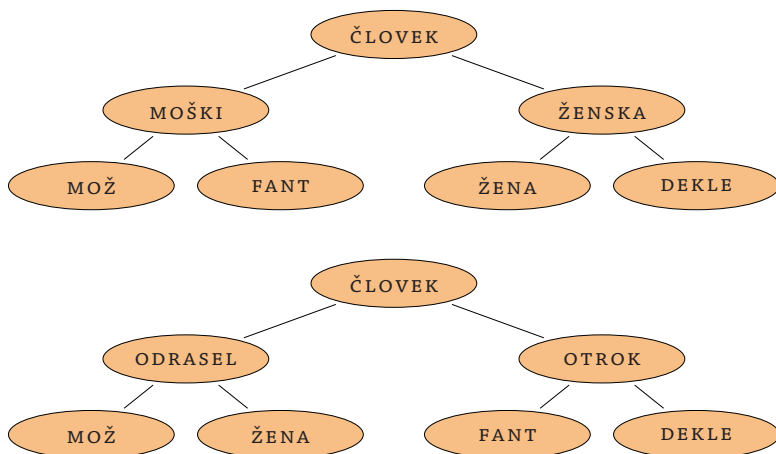 ČLOVEK
MOŠKI ŽENSKA
MOŽ FANT ŽENA DEKLE
ČLOVEK
ODRASEL OTROK
MOŽ ŽENA FANT DEKLE